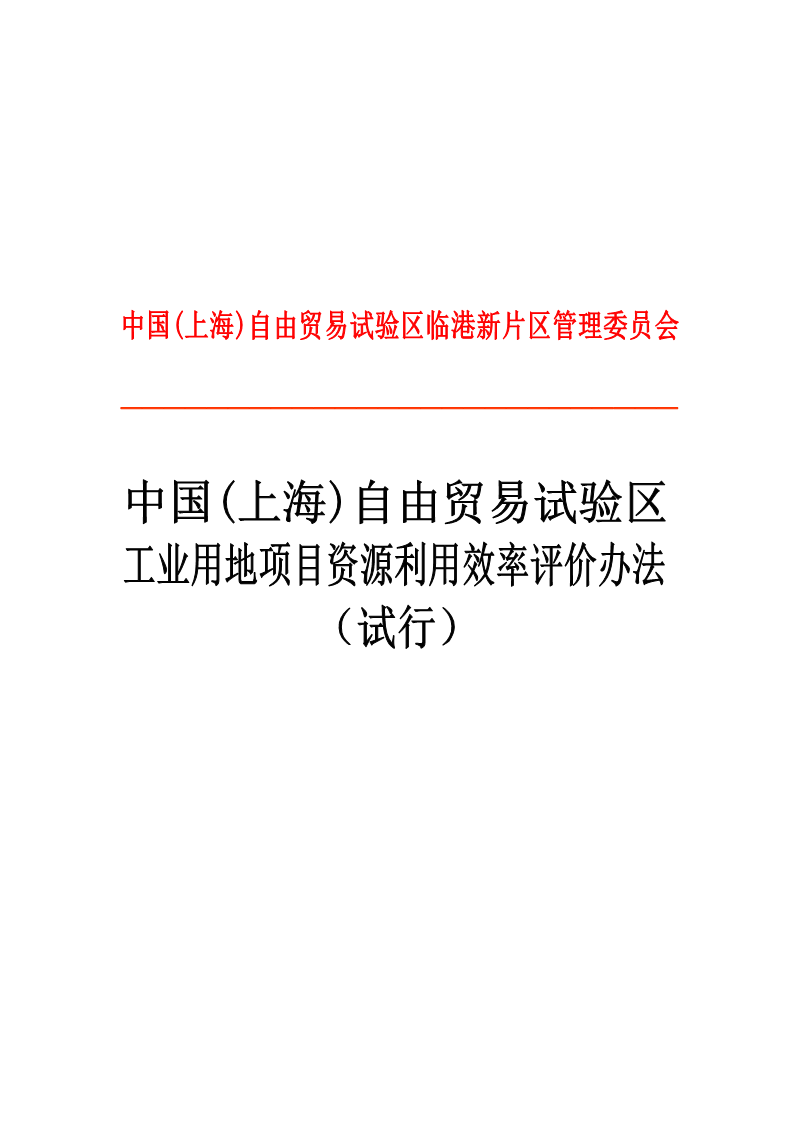 中国(上海)自由贸易试验区临港新片区管理委员会
中国(上海)自由贸易试验区
工业用地项目资源利用效率评价办法
（试行）